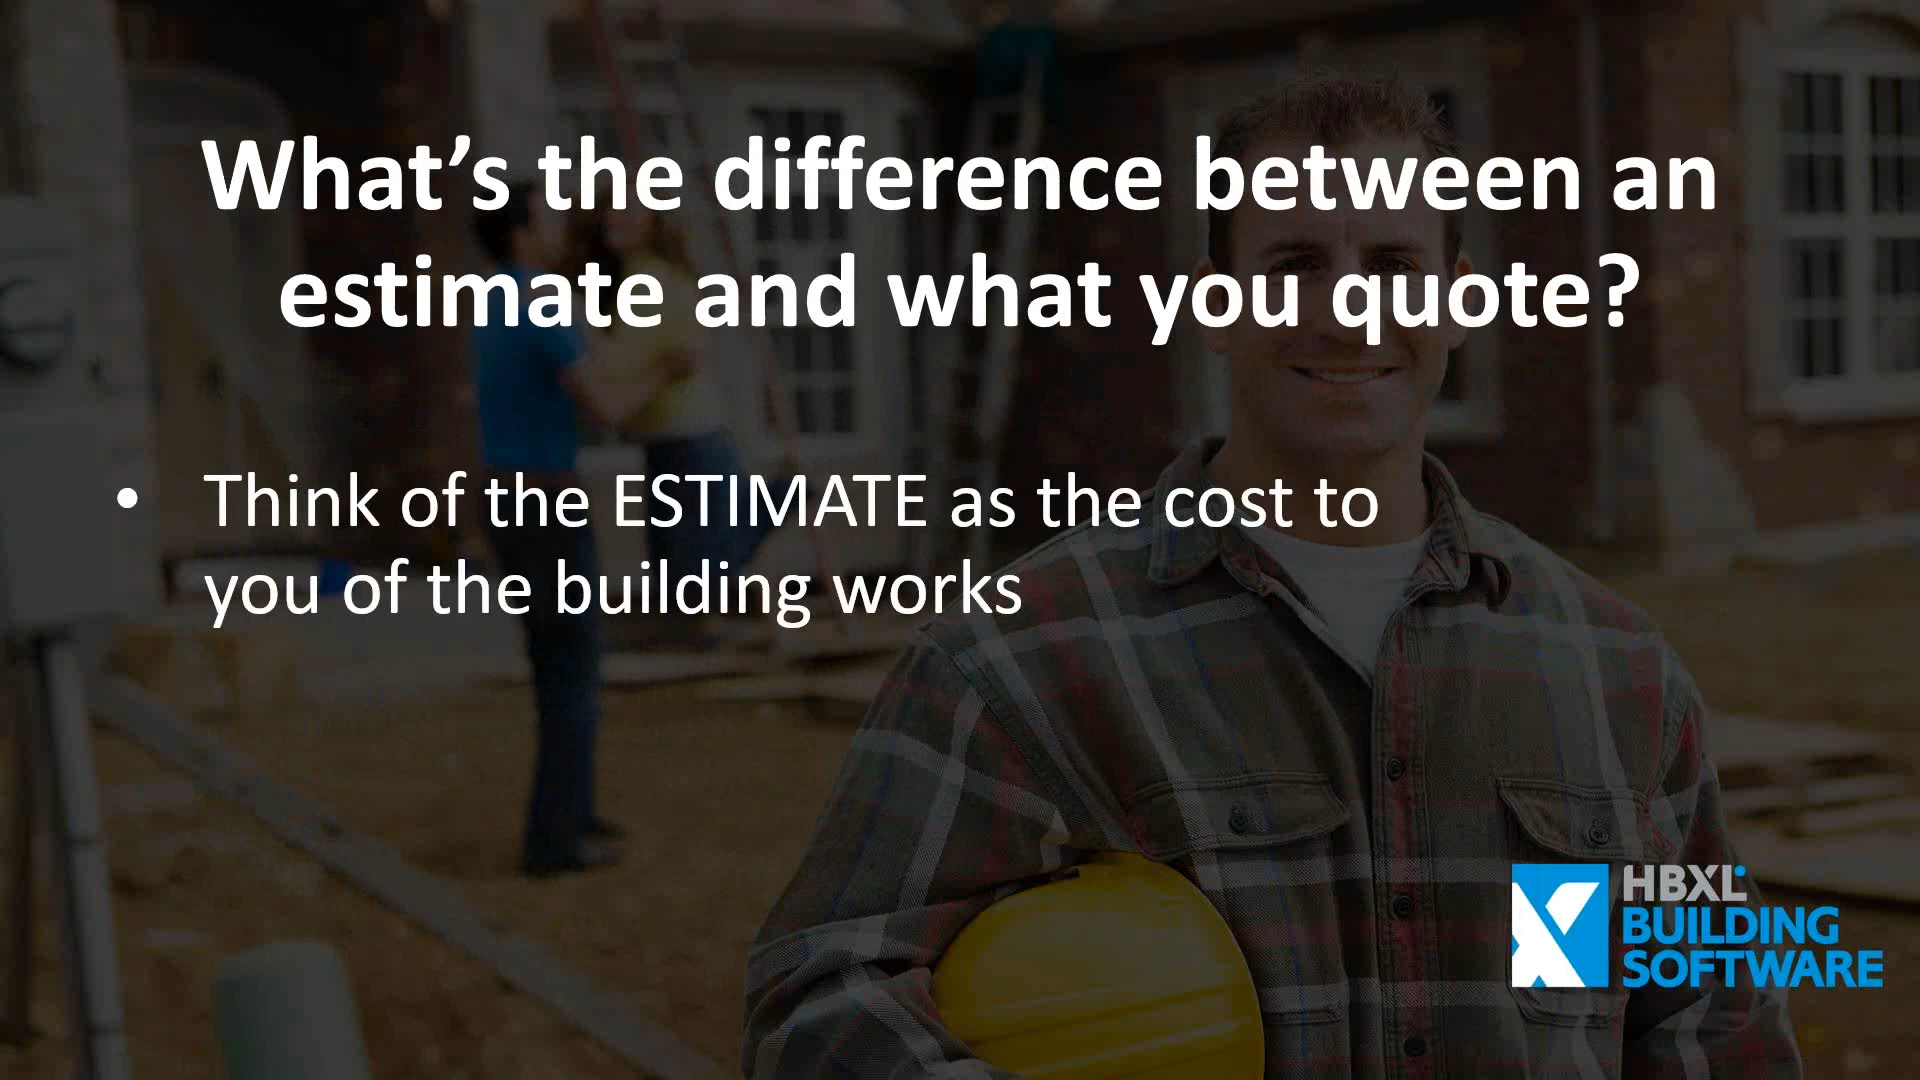 What’s the difference between an
estimate and what you quote?
• Think of the ESTIMATE as the cost to
you of the building works
HBXL
BUILDING
SOFTWARE